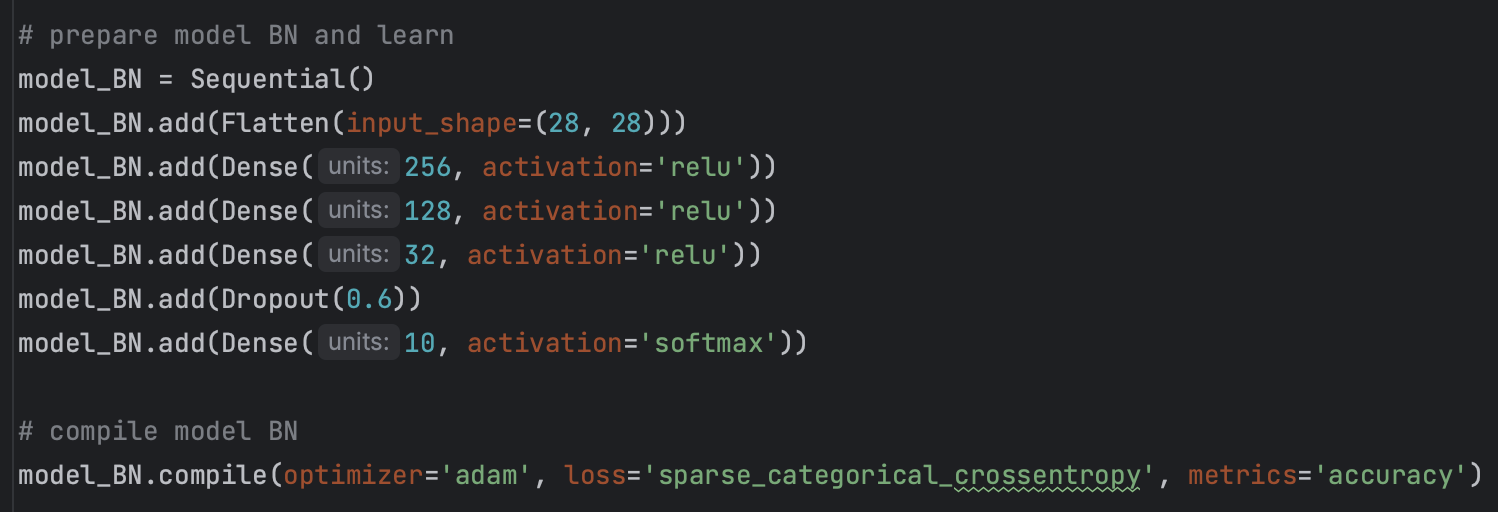 # prepare model BN and learn
model_BN = Sequential()
model_BN.add(Flatten(input_shape=(28, 28)))
model_BN.add(Dense( units: 256, activation='relu'))
model_BN.add(Dense( units: 128, activation='relu'))
model_BN.add(Dense( units: 32, activation='relu'))
model_BN.add(Dropout(0.6))
model_BN.add(Dense( units: 10, activation='softmax'))
# compile model BN
model_BN.compile(optimizer='adam', loss='sparse_categorical_crossentropy', metrics='accuracy')